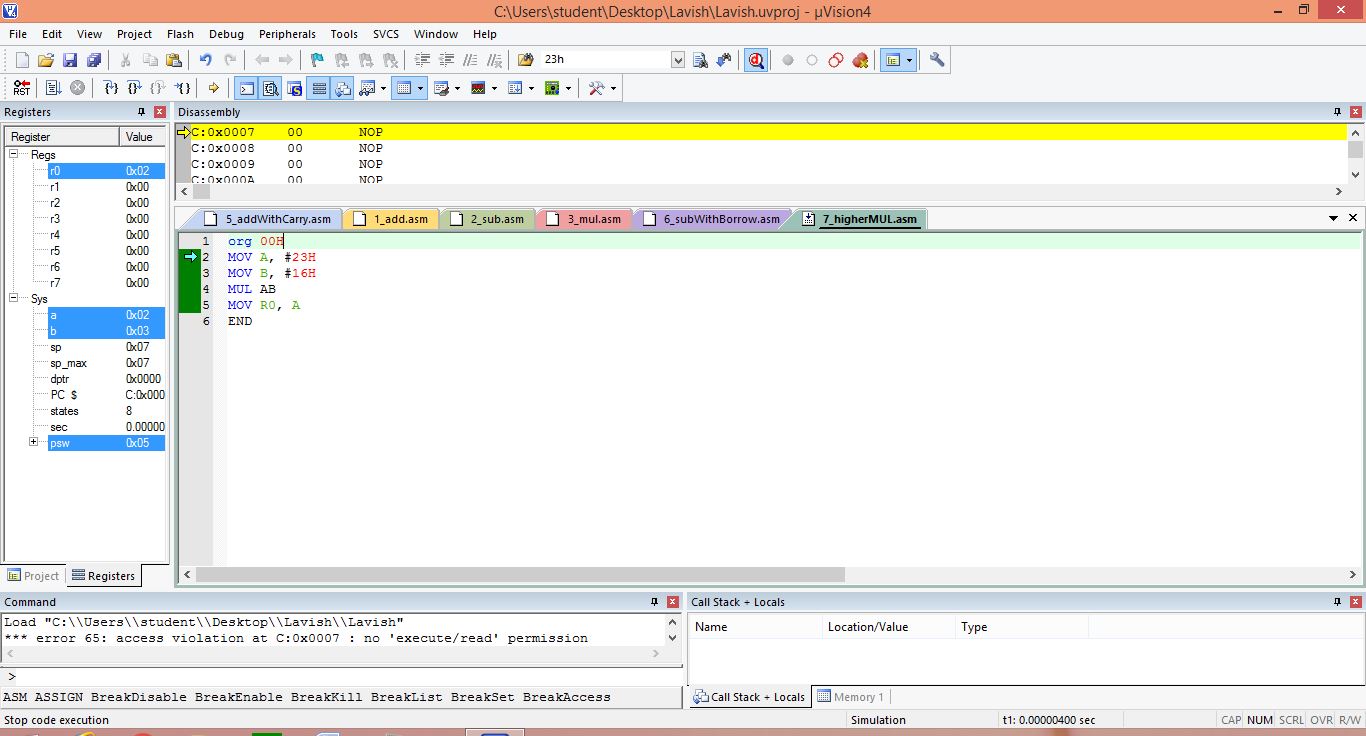 C:\Users\student\Desktop\Lavish\Lavish.uvproj - µVision4
File Edit View Project Flash Debug Peripherals Tools SVCS Window Help
23h
RST
Registers
Register Value
Regs
r0 0x02
r1 0x00
r2 0x00
r3 0x00
r4 0x00
r5 0x00
r6 0x00
r7 0x00
Sys
a 0x02
b 0x03
sp 0x07
sp_max 0x07
dptr 0x0000
PC $ C:0x000
states 8
sec 0.00000
psw 0x05
Project Registers
Disassembly
C:0x0007 00 NOP
C:0x0008 00 NOP
C:0x0009 00 NOP
C:0x000A 00 NOP
5_addWithCarry.asm 1_add.asm 2_sub.asm 3_mul.asm 6_subWithBorrow.asm 7_higherMUL.asm
1 org 00H
2 MOV A, #23H
3 MOV B, #16H
4 MUL AB
5 MOV R0, A
6 END
Command
Load "C:\\Users\\student\\Desktop\\Lavish\\Lavish"
*** error 65: access violation at C:0x0007 : no 'execute/read' permission
>
ASM ASSIGN BreakDisable BreakEnable BreakKill BreakList BreakSet BreakAccess
Call Stack + Locals
Name Location/Value Type
Call Stack + Locals Memory 1
Stop code execution Simulation t1: 0.00000400 sec CAP NUM SCRL OVR R/W